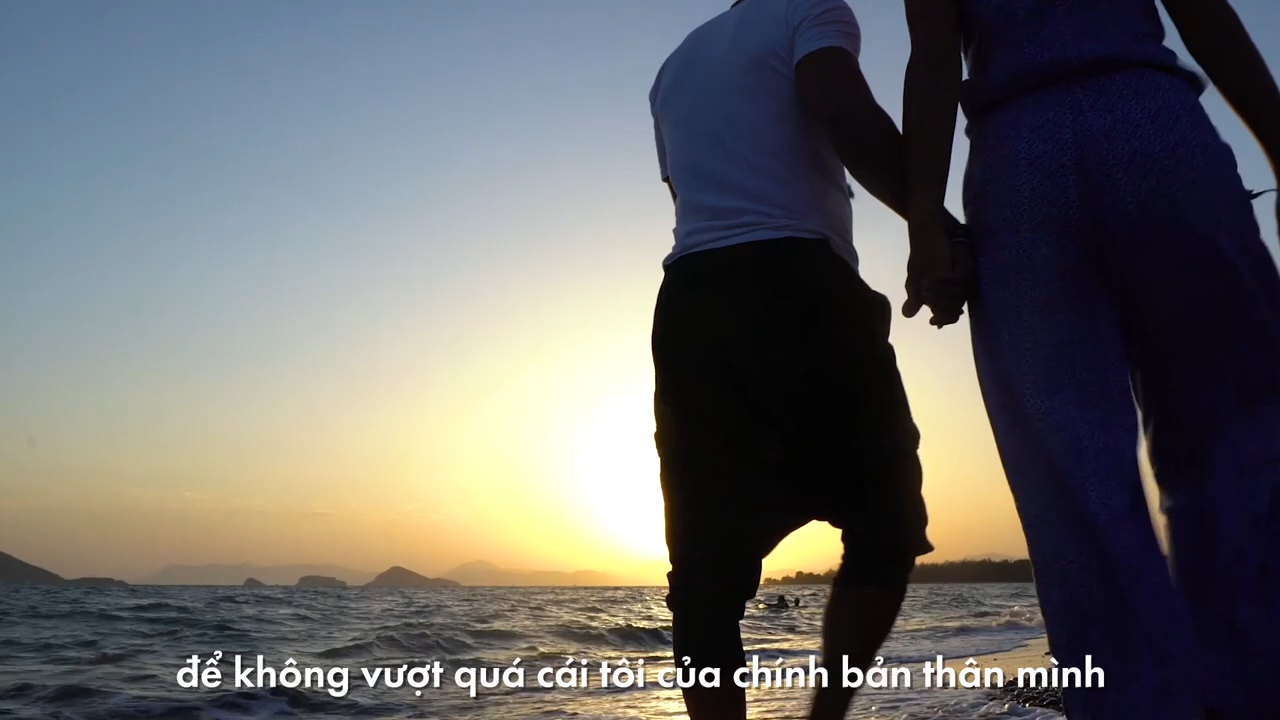 để không vượt quá cái tôi của chính bản thân mình